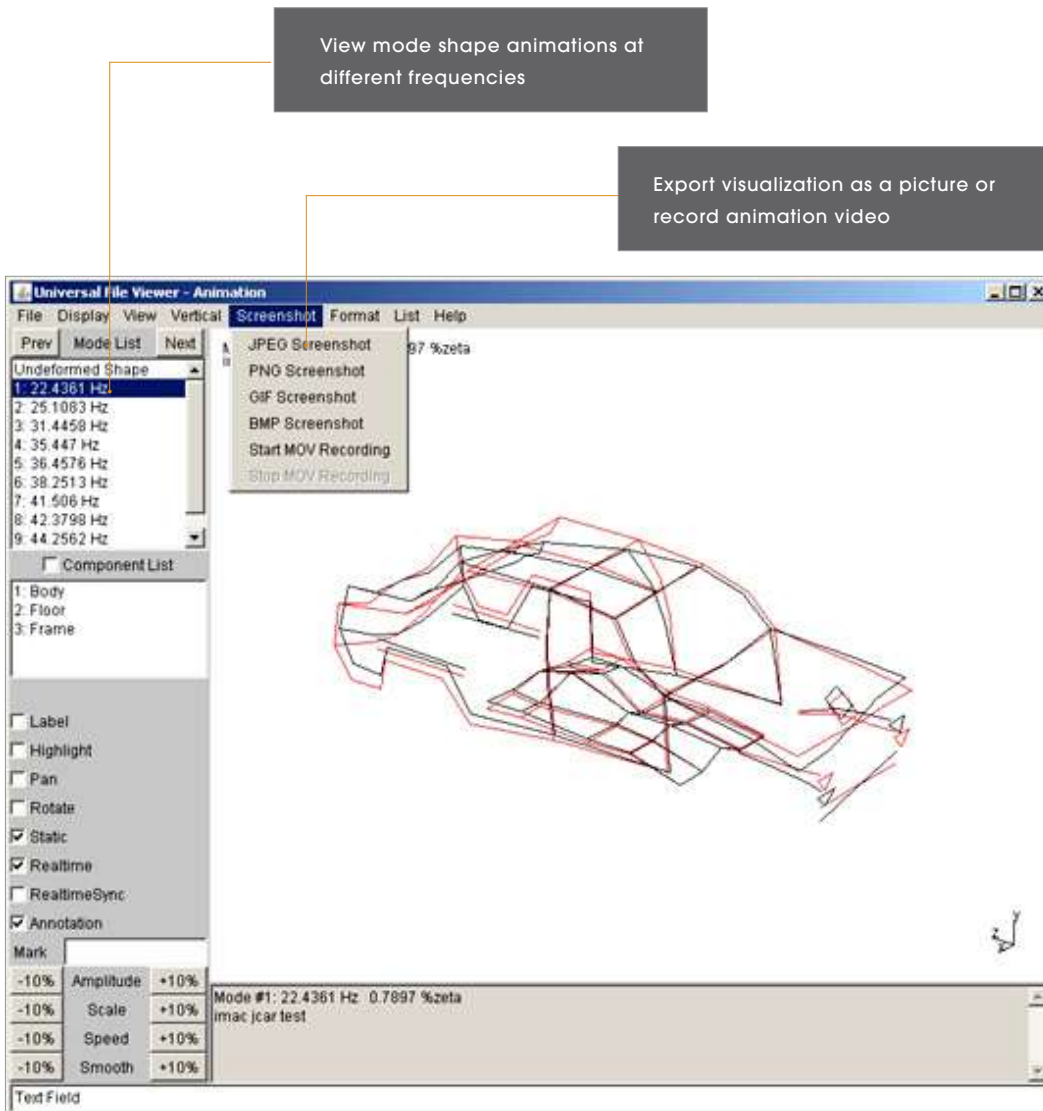 View mode shape animations at
different frequencies
Export visualization as a picture or
record animation video
Universal File Viewer - Animation
File Display View Vertical Screenshot Format List Help
Prev Mode List Next
97 %zeta
JPEG Screenshot
PNG Screenshot
GIF Screenshot
BMP Screenshot
Start MOV Recording
Stop MOV Recording
Undeformed Shape
1: 22.4361 Hz
2: 25.1083 Hz
3: 31.4458 Hz
4: 35.447 Hz
5: 36.4576 Hz
6: 38.2513 Hz
7: 41.506 Hz
8: 42.3798 Hz
9: 44.2562 Hz
Component List
1: Body
2: Floor
3: Frame
Label
Highlight
Pan
Rotate
Static
Realtime
RealtimeSync
Annotation
Mark
-10% Amplitude +10%
-10% Scale +10%
-10% Speed +10%
-10% Smooth +10%
y
z
Mode #1: 22.4361 Hz 0.7897 %zeta
imac jcar test
Text Field